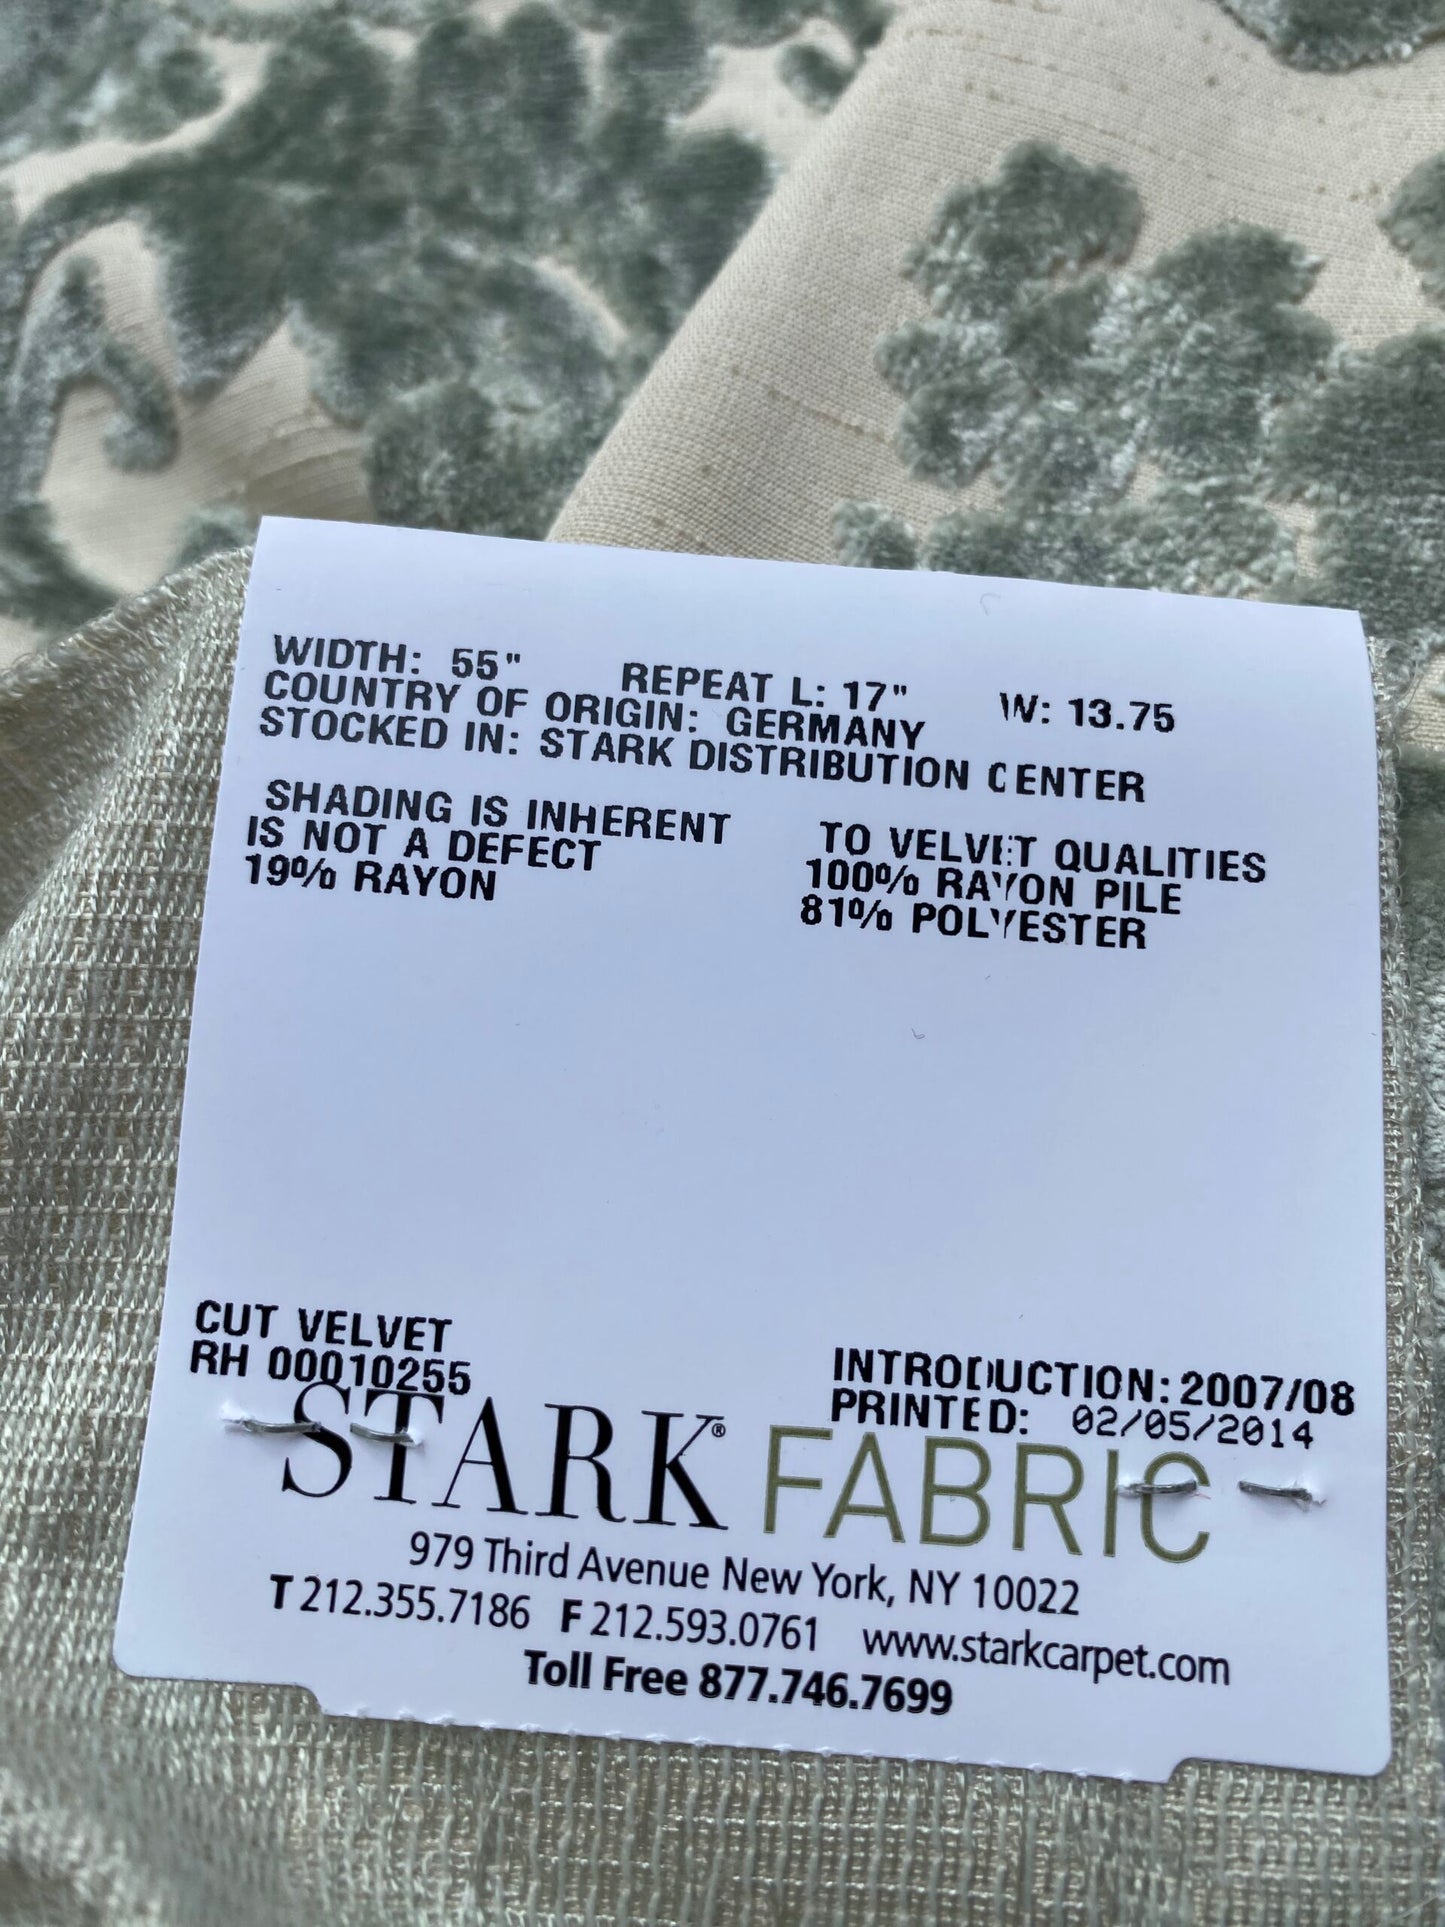 WIDTH: 55" REPEAT L: 17" W: 13.75
COUNTRY OF ORIGIN: GERMANY
STOCKED IN: STARK DISTRIBUTION CENTER
SHADING IS INHERENT TO VELVET QUALITIES
IS NOT A DEFECT 100% RAYON PILE
19% RAYON 81% POLYESTER
CUT VELVET
RH 00010255
INTRODUCTION: 2007/08
PRINTED: 02/05/2014
STARK® FABRIC
979 Third Avenue New York, NY 10022
T 212.355.7186 F 212.593.0761 www.starkcarpet.com
Toll Free 877.746.7699